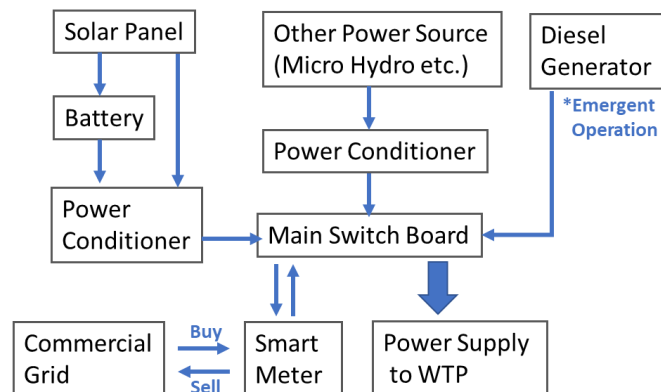 Solar Panel
Other Power Source
(Micro Hydro etc.)
Diesel
Generator
*Emergent
Operation
Battery
Power Conditioner
Power
Conditioner
Main Switch Board
Commercial
Grid
Buy
Sell
Smart
Meter
Power Supply
to WTP